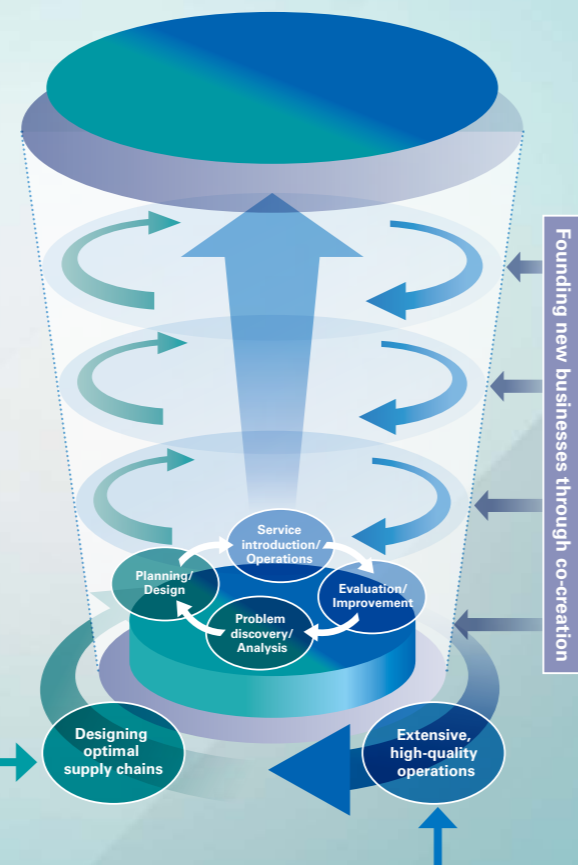 Founding new businesses through co-creation
Service
introduction/
Operations
Planning/
Design
Evaluation/
Improvement
Problem
discovery/
Analysis
Designing
optimal
supply chains
Extensive,
high-quality
operations